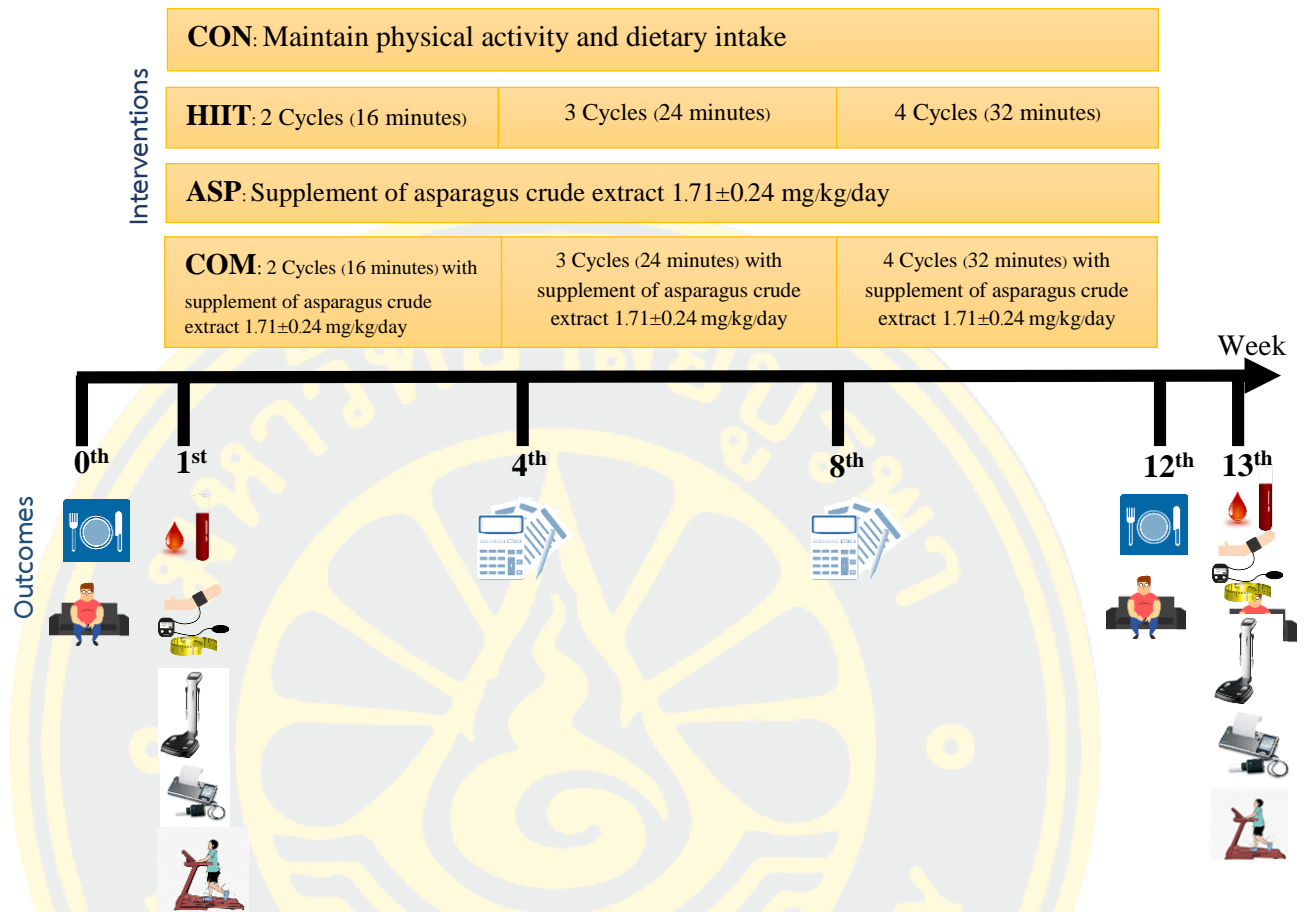 Interventions
CON: Maintain physical activity and dietary intake
HIIT: 2 Cycles (16 minutes)
3 Cycles (24 minutes)
4 Cycles (32 minutes)
ASP: Supplement of asparagus crude extract 1.71±0.24 mg/kg/day
COM: 2 Cycles (16 minutes) with
supplement of asparagus crude
extract 1.71±0.24 mg/kg/day
3 Cycles (24 minutes) with
supplement of asparagus crude
extract 1.71±0.24 mg/kg/day
4 Cycles (32 minutes) with
supplement of asparagus crude
extract 1.71±0.24 mg/kg/day
Week
0th
1st
4th
8th
12th
13th
Outcomes